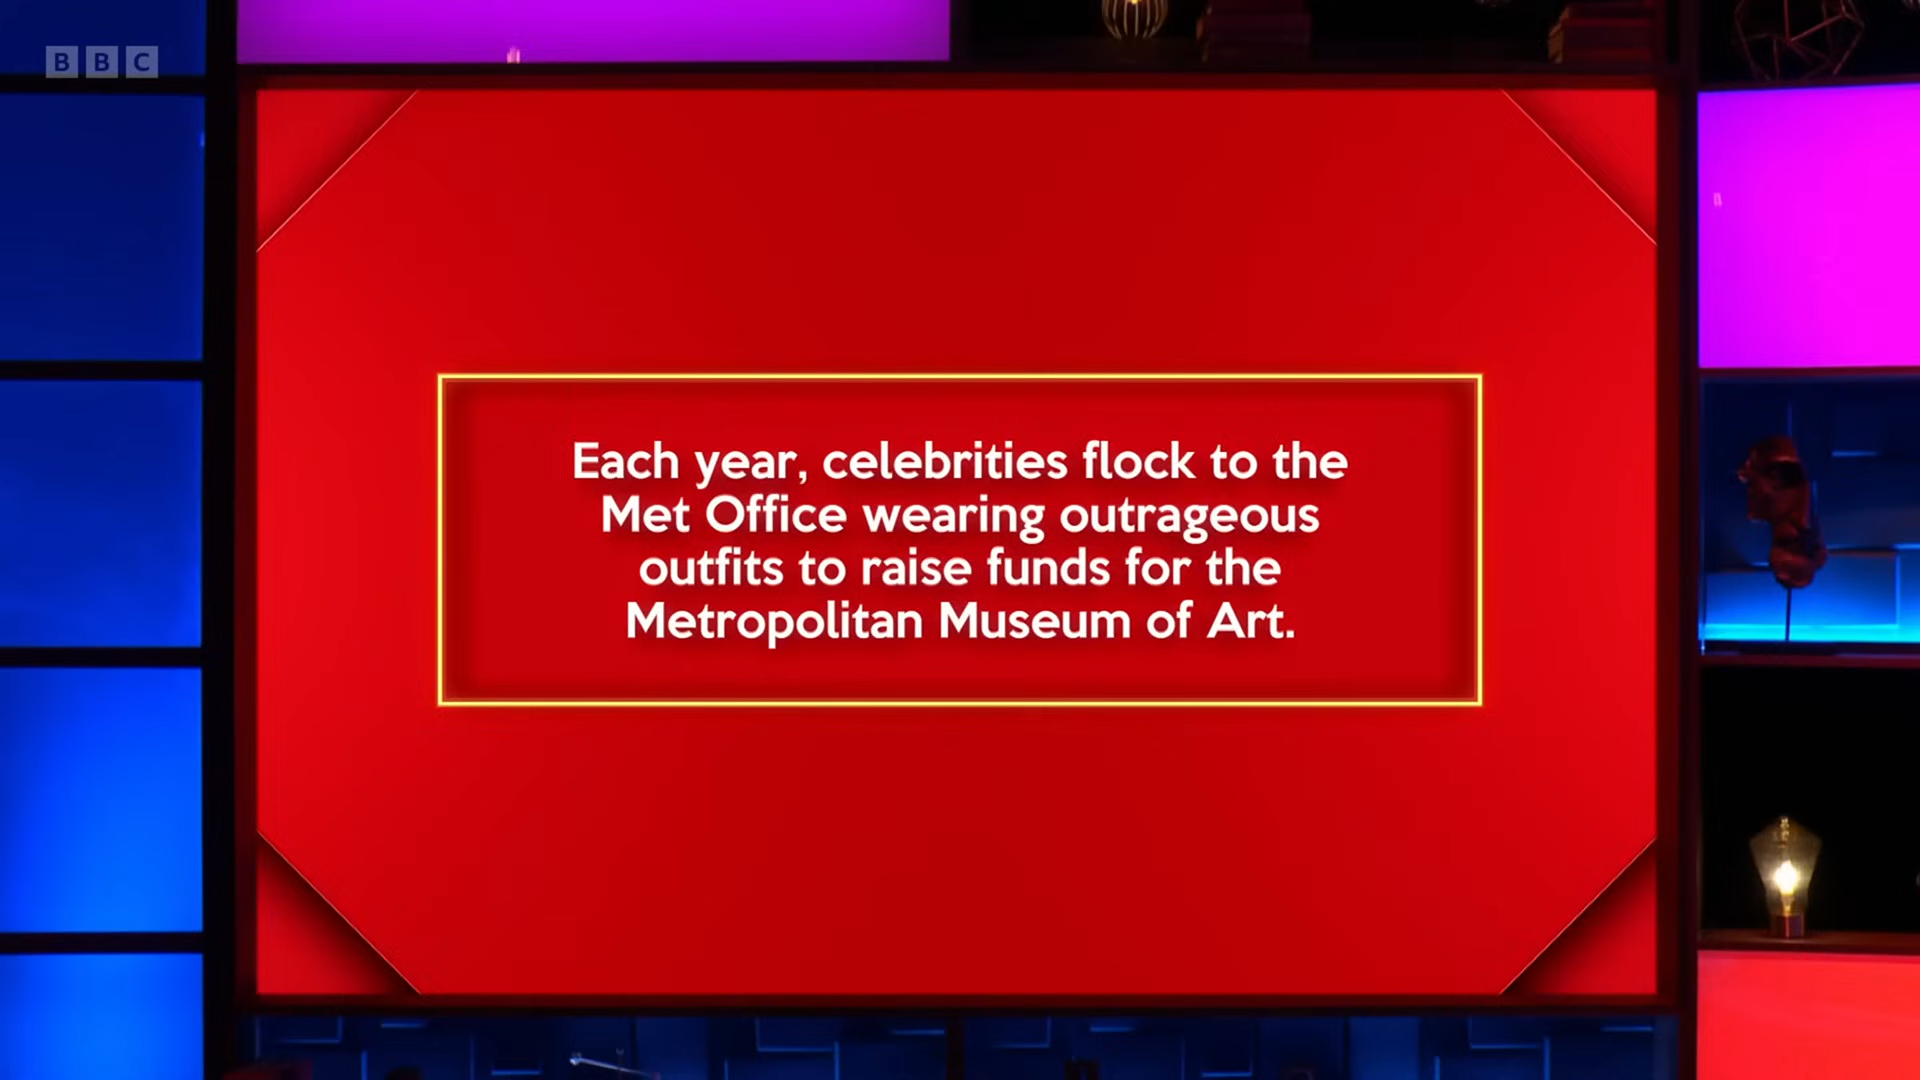 BBC
Each year, celebrities flock to the
Met Office wearing outrageous
outfits to raise funds for the
Metropolitan Museum of Art.